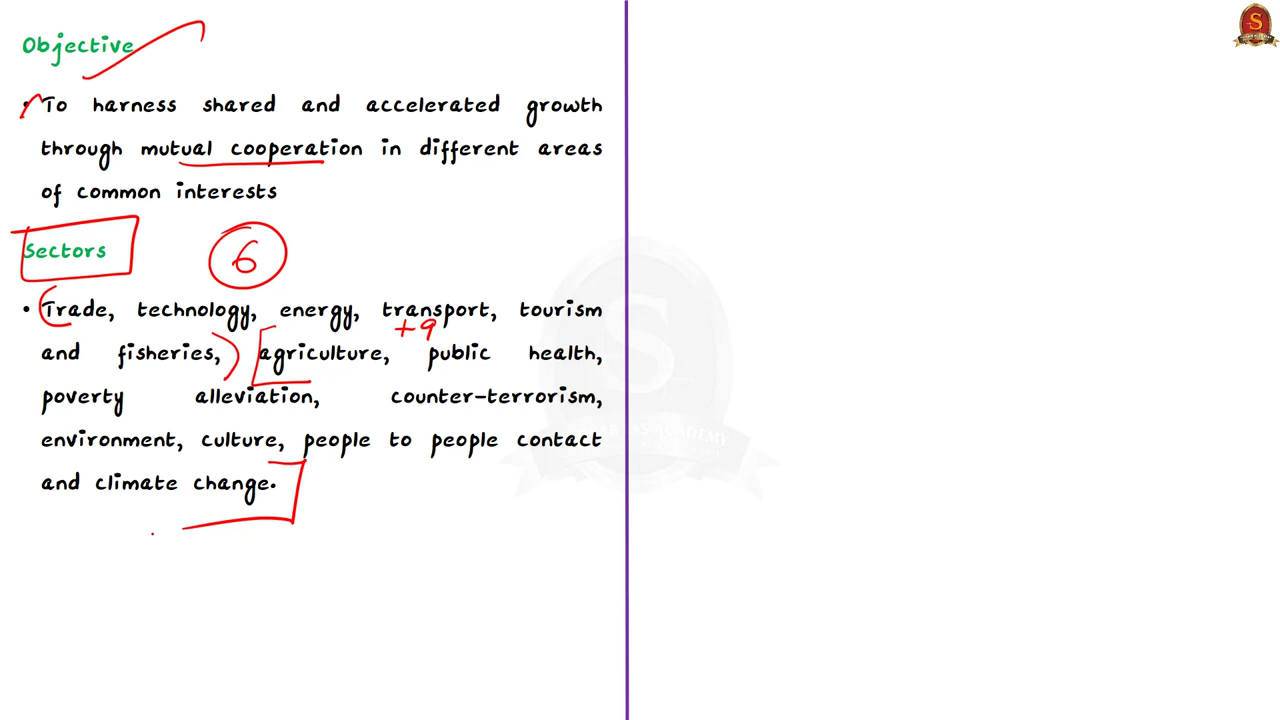 Objective
• To harness shared and accelerated growth
through mutual cooperation in different areas
of common interests
Sectors 6
• Trade, technology, energy, transport, tourism
+9
and fisheries, agriculture, public health,
poverty alleviation, counter-terrorism,
environment, culture, people to people contact
and climate change.